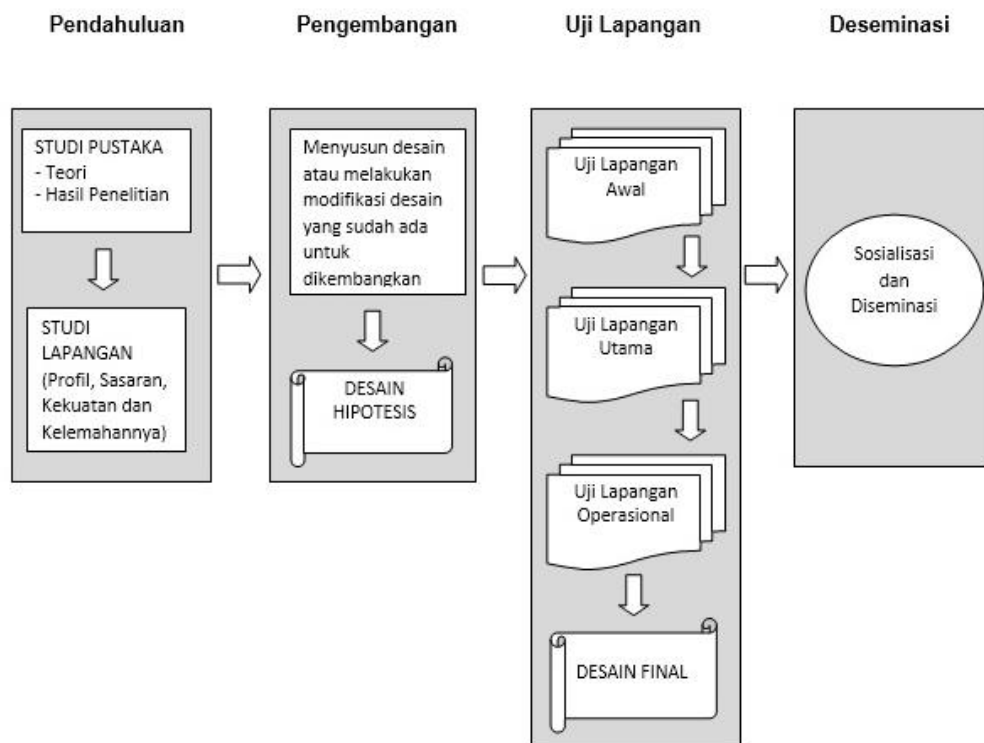 Pendahuluan
Pengembangan
Uji Lapangan
Deseminasi
STUDI PUSTAKA
- Teori
- Hasil Penelitian
STUDI
LAPANGAN
(Profil, Sasaran,
Kekuatan dan
Kelemahannya)
Menyusun desain
atau melakukan
modifikasi desain
yang sudah ada
untuk
dikembangkan
DESAIN
HIPOTESIS
Uji Lapangan
Awal
Uji Lapangan
Utama
Uji Lapangan
Operasional
DESAIN FINAL
Sosialisasi
dan
Diseminasi